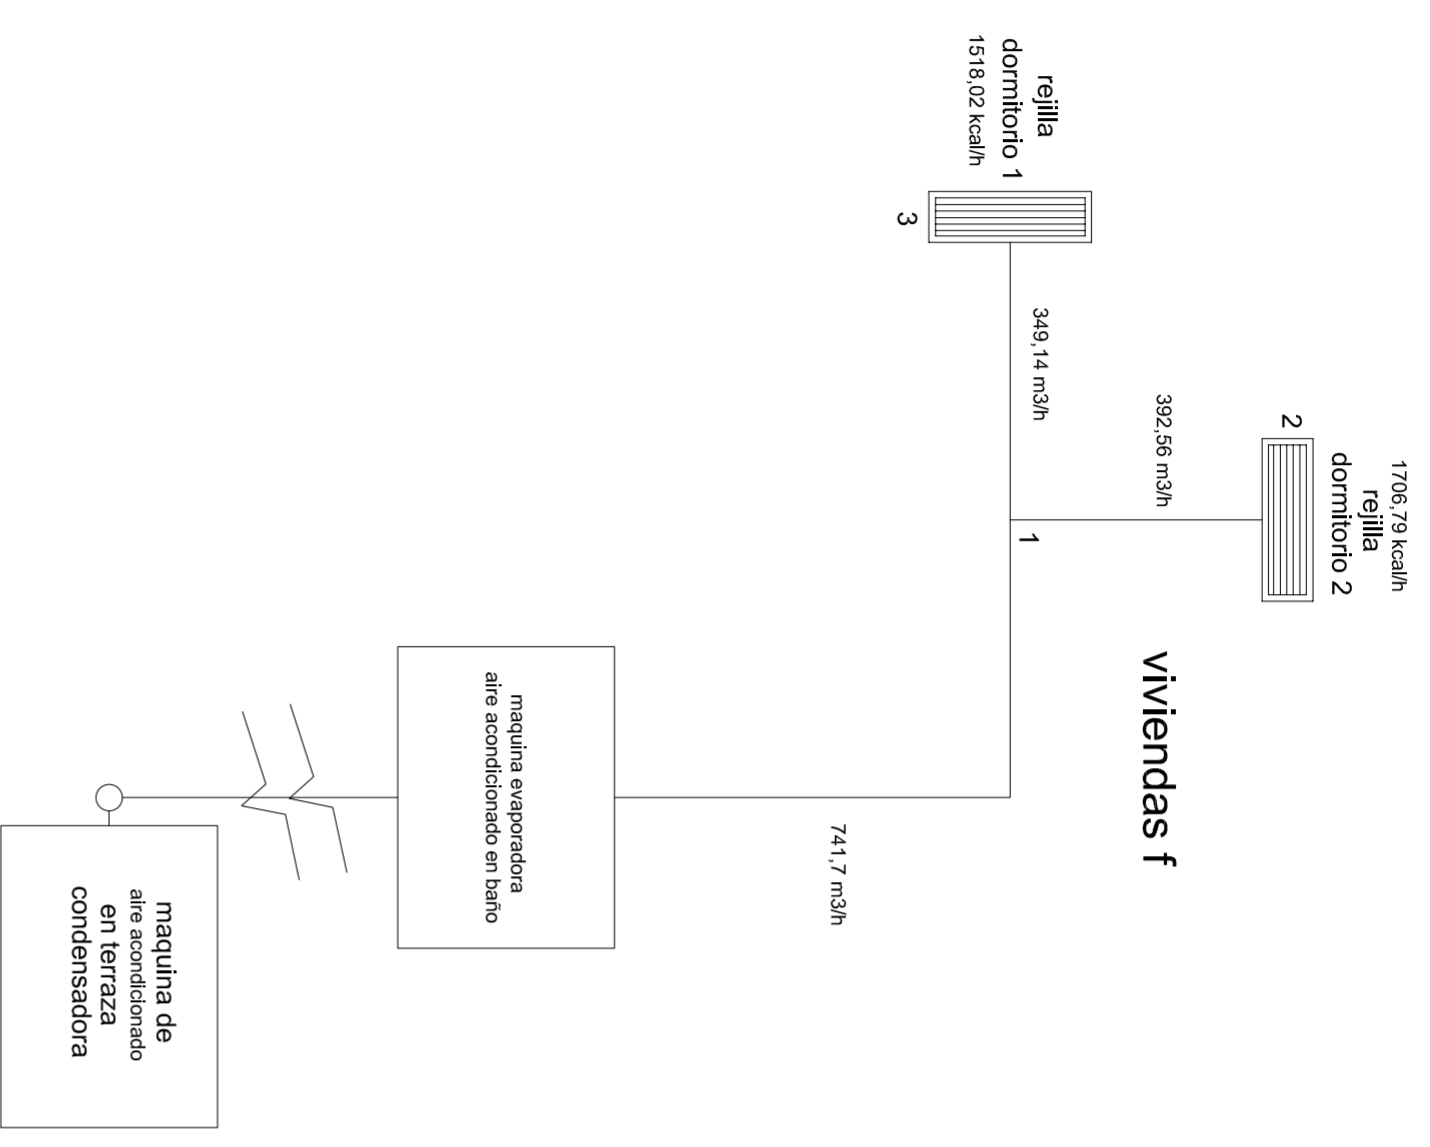 rejilla
dormitorio 1
1518,02 kcal/h
3
349,14 m3/h
392,56 m3/h
2
1706,79 kcal/h
rejilla
dormitorio 2
1
viviendas f
maquina evaporadora
aire acondicionado en baño
741,7 m3/h
maquina de
aire acondicionado
en terraza
condensadora